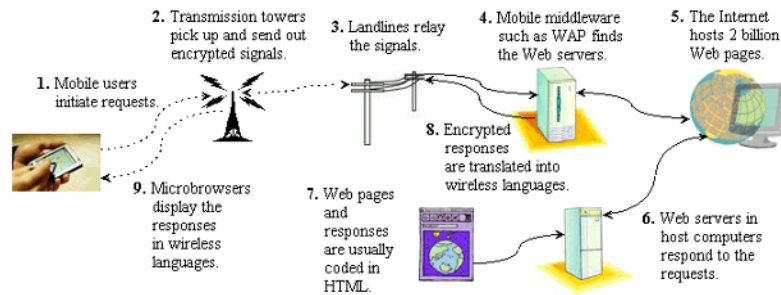 1. Mobile users
initiate requests.
2. Transmission towers
pick up and send out
encrypted signals.
3. Landlines relay
the signals.
4. Mobile middleware
such as WAP finds
the Web servers.
5. The Internet
hosts 2 billion
Web pages.
6. Web servers in
host computers
respond to the
requests.
7. Web pages
and
responses
are usually
coded in
HTML.
8. Encrypted
responses
are translated into
wireless languages.
9. Microbrowsers
display the
responses
in wireless
languages.